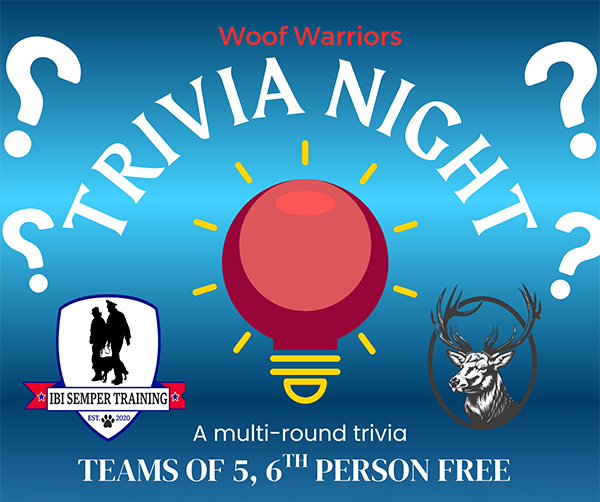 Woof Warriors
TRIVIA NIGHT
? ? ? ?
IBI SEMPER TRAINING
EST. 2020
A multi-round trivia
TEAMS OF 5, 6TH PERSON FREE